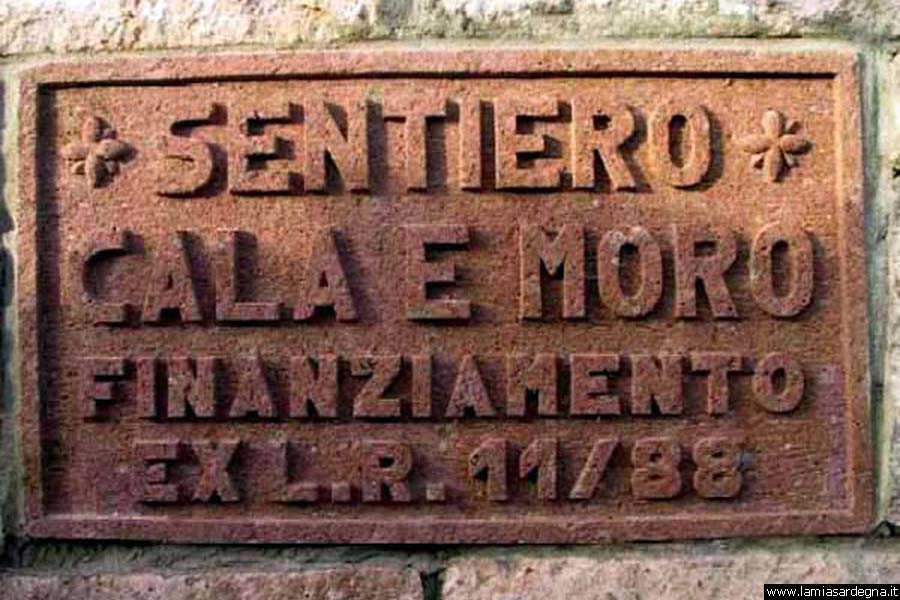 SENTIERO
CALA E MORO
FINANZIAMENTO
EX L.R. 11/88
www.lamiasardegna.it